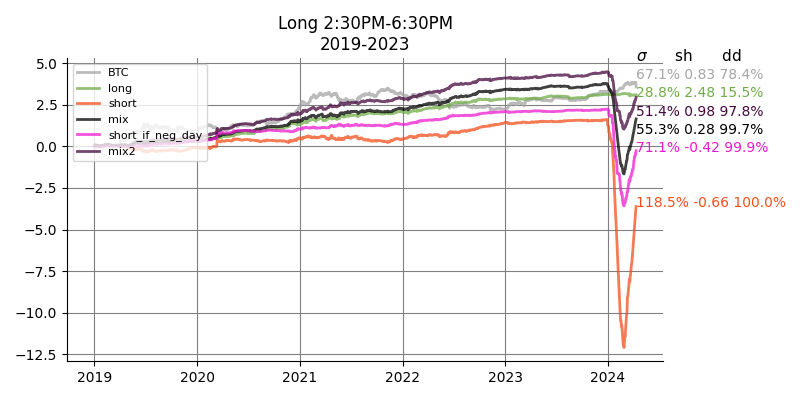 Long 2:30PM-6:30PM
2019-2023
σ sh dd
67.1% 0.83 78.4%
28.8% 2.48 15.5%
51.4% 0.98 97.8%
55.3% 0.28 99.7%
71.1% -0.42 99.9%
118.5% -0.66 100.0%
BTC
long
short
mix
short_if_neg_day
mix2
5.0
2.5
0.0
−2.5
−5.0
−7.5
−10.0
−12.5
2019 2020 2021 2022 2023 2024